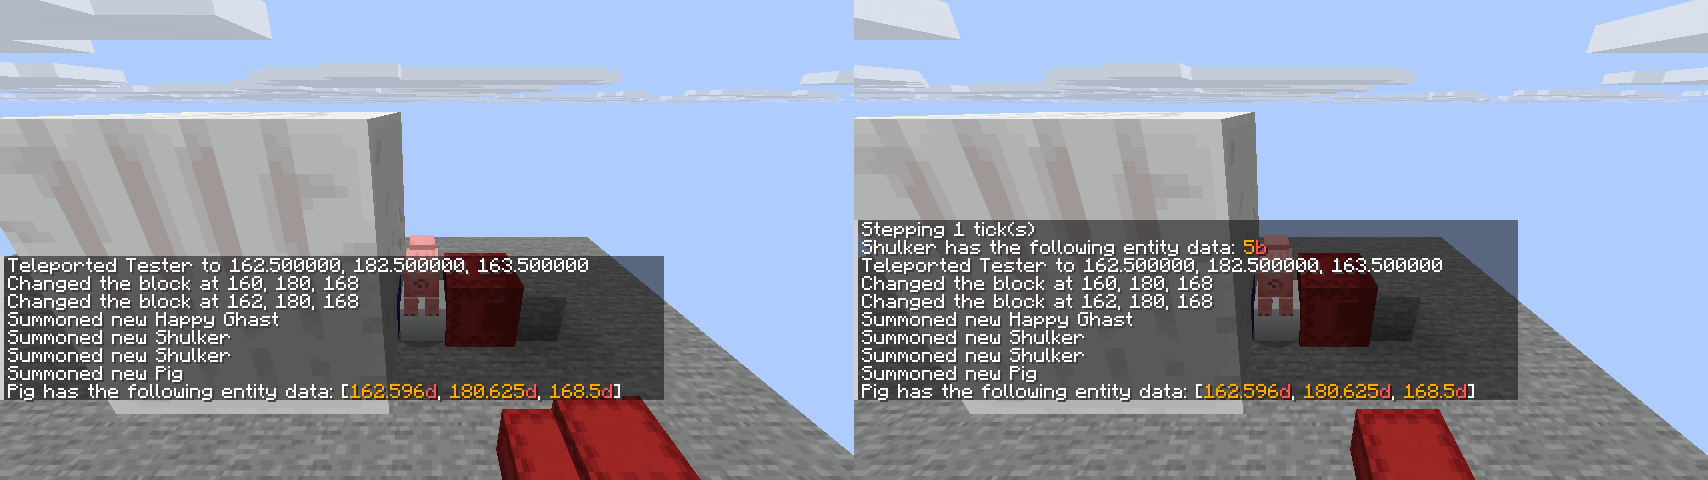 Teleported Tester to 162.500000, 182.500000, 163.500000
Changed the block at 160, 180, 168
Changed the block at 162, 180, 168
Summoned new Happy Ghast
Summoned new Shulker
Summoned new Shulker
Summoned new Pig
Pig has the following entity data: [162.596d, 180.625d, 168.5d]
Stepping 1 tick(s)
Shulker has the following entity data: 5b
Teleported Tester to 162.500000, 182.500000, 163.500000
Changed the block at 160, 180, 168
Changed the block at 162, 180, 168
Summoned new Happy Ghast
Summoned new Shulker
Summoned new Shulker
Summoned new Pig
Pig has the following entity data: [162.596d, 180.625d, 168.5d]